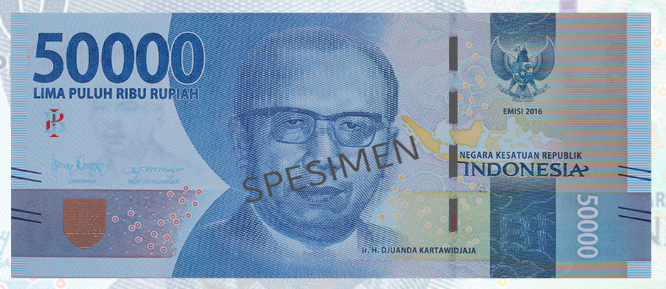 50000
LIMA PULUH RIBU RUPIAH
EMISI 2016
SPESIMEN
NEGARA KESATUAN REPUBLIK
INDONESIA
GUBERNUR
MENTERI KEUANGAN
50000
Ir. H. DJUANDA KARTAWIDJAJA